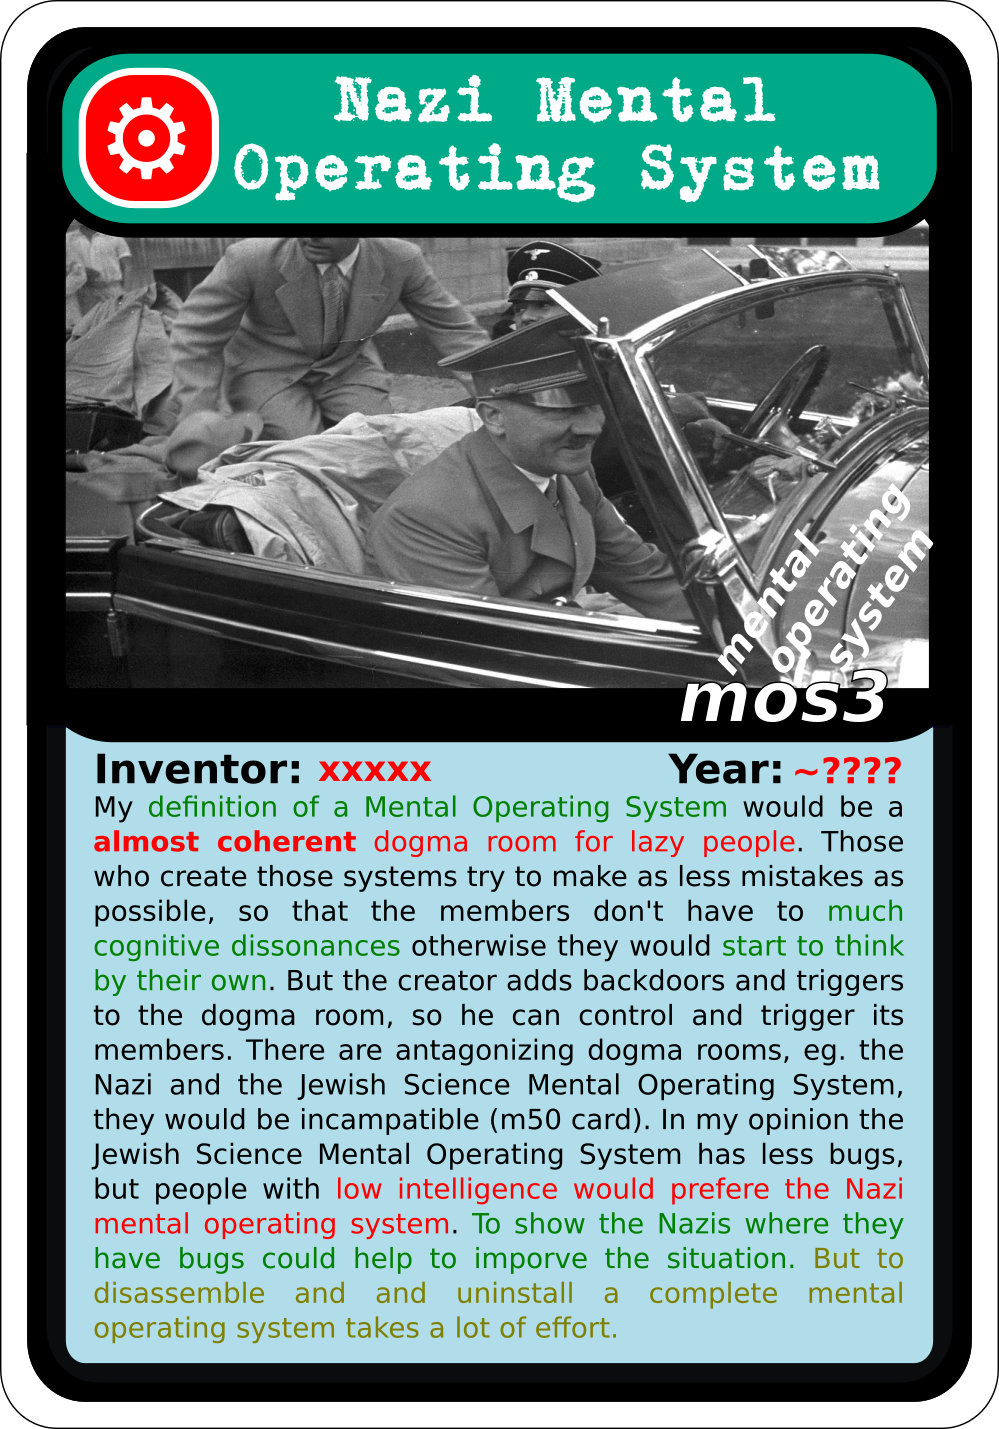 Nazi Mental
Operating System
mental
operating
system
mos3
Inventor: xxxxx Year: ~????
My definition of a Mental Operating System would be a
almost coherent dogma room for lazy people. Those
who create those systems try to make as less mistakes as
possible, so that the members don't have to much
cognitive dissonances otherwise they would start to think
by their own. But the creator adds backdoors and triggers
to the dogma room, so he can control and trigger its
members. There are antagonizing dogma rooms, eg. the
Nazi and the Jewish Science Mental Operating System,
they would be incampatible (m50 card). In my opinion the
Jewish Science Mental Operating System has less bugs,
but people with low intelligence would prefere the Nazi
mental operating system. To show the Nazis where they
have bugs could help to imporve the situation. But to
disassemble and and uninstall a complete mental
operating system takes a lot of effort.